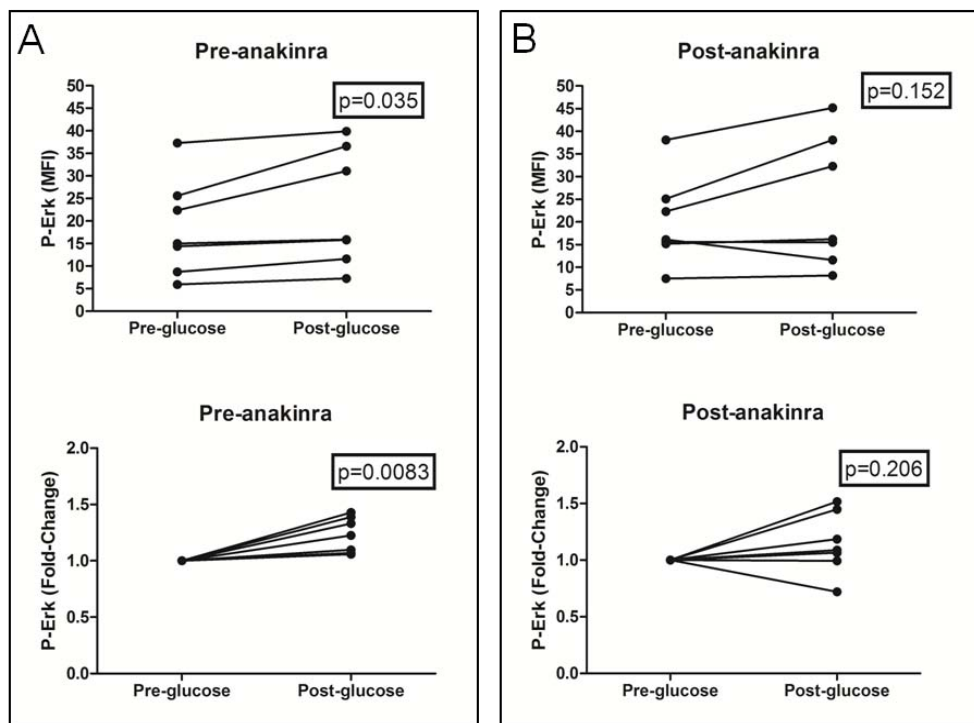 A
Pre-anakinra
p=0.035
P-Erk (MFI)
50
45
40
35
30
25
20
15
10
5
0
Pre-glucose Post-glucose
Pre-anakinra
p=0.0083
P-Erk (Fold-Change)
2.0
1.5
1.0
0.5
0.0
Pre-glucose Post-glucose
B
Post-anakinra
p=0.152
P-Erk (MFI)
50
45
40
35
30
25
20
15
10
5
0
Pre-glucose Post-glucose
Post-anakinra
p=0.206
P-Erk (Fold-Change)
2.0
1.5
1.0
0.5
0.0
Pre-glucose Post-glucose